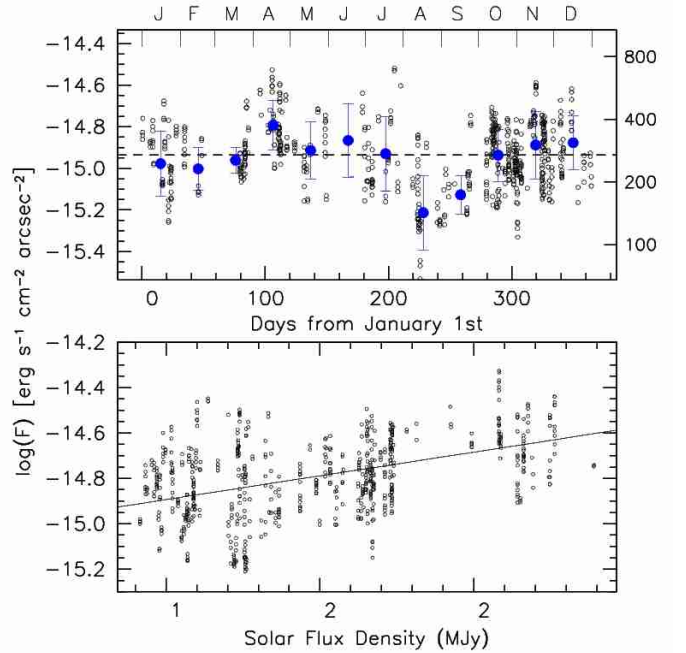 J F M A M J J A S O N D
−14.4
−14.6
−14.8
−15.0
−15.2
−15.4
800
400
200
100
0 100 200 300
Days from January 1st
log(F) [erg s⁻¹ cm⁻² arcsec⁻²]
−14.2
−14.4
−14.6
−14.8
−15.0
−15.2
1 2 2
Solar Flux Density (MJy)